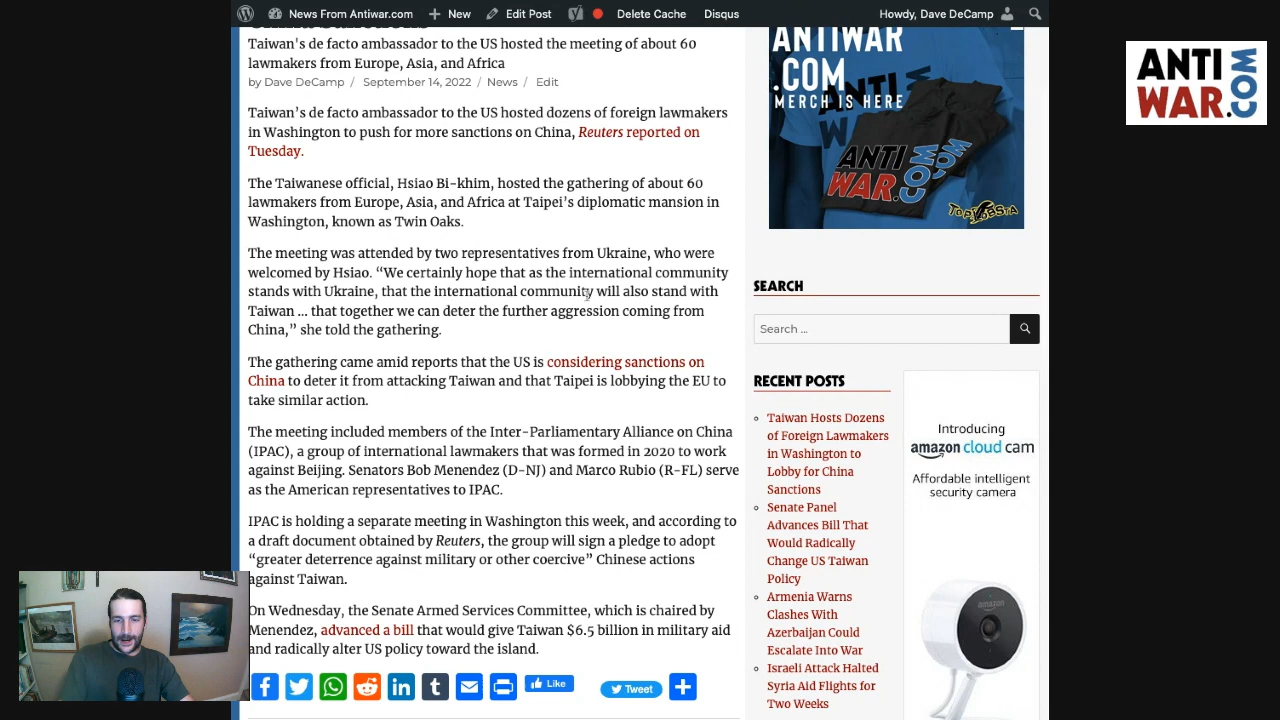 News From Antiwar.com
New
Edit Post
Delete Cache
Disqus
Howdy, Dave DeCamp
Taiwan's de facto ambassador to the US hosted the meeting of about 60
lawmakers from Europe, Asia, and Africa
by Dave DeCamp / September 14, 2022 / News / Edit
Taiwan’s de facto ambassador to the US hosted dozens of foreign lawmakers
in Washington to push for more sanctions on China, Reuters reported on
Tuesday.
The Taiwanese official, Hsiao Bi-khim, hosted the gathering of about 60
lawmakers from Europe, Asia, and Africa at Taipei’s diplomatic mansion in
Washington, known as Twin Oaks.
The meeting was attended by two representatives from Ukraine, who were
welcomed by Hsiao. “We certainly hope that as the international community
stands with Ukraine, that the international community will also stand with
Taiwan … that together we can deter the further aggression coming from
China,” she told the gathering.
The gathering came amid reports that the US is considering sanctions on
China to deter it from attacking Taiwan and that Taipei is lobbying the EU to
take similar action.
The meeting included members of the Inter-Parliamentary Alliance on China
(IPAC), a group of international lawmakers that was formed in 2020 to work
against Beijing. Senators Bob Menendez (D-NJ) and Marco Rubio (R-FL) serve
as the American representatives to IPAC.
IPAC is holding a separate meeting in Washington this week, and according to
a draft document obtained by Reuters, the group will sign a pledge to adopt
“greater deterrence against military or other coercive” Chinese actions
against Taiwan.
On Wednesday, the Senate Armed Services Committee, which is chaired by
Menendez, advanced a bill that would give Taiwan $6.5 billion in military aid
and radically alter US policy toward the island.
Like
Tweet
ANTIWAR
.COM
MERCH IS HERE
ANTI
WAR.COM
TOP LOBSTA
SEARCH
Search ...
RECENT POSTS
Taiwan Hosts Dozens
of Foreign Lawmakers
in Washington to
Lobby for China
Sanctions
Senate Panel
Advances Bill That
Would Radically
Change US Taiwan
Policy
Armenia Warns
Clashes With
Azerbaijan Could
Escalate Into War
Israeli Attack Halted
Syria Aid Flights for
Two Weeks
Introducing
amazon cloud cam
Affordable intelligent
security camera
amazon
ANTI
WAR.COM